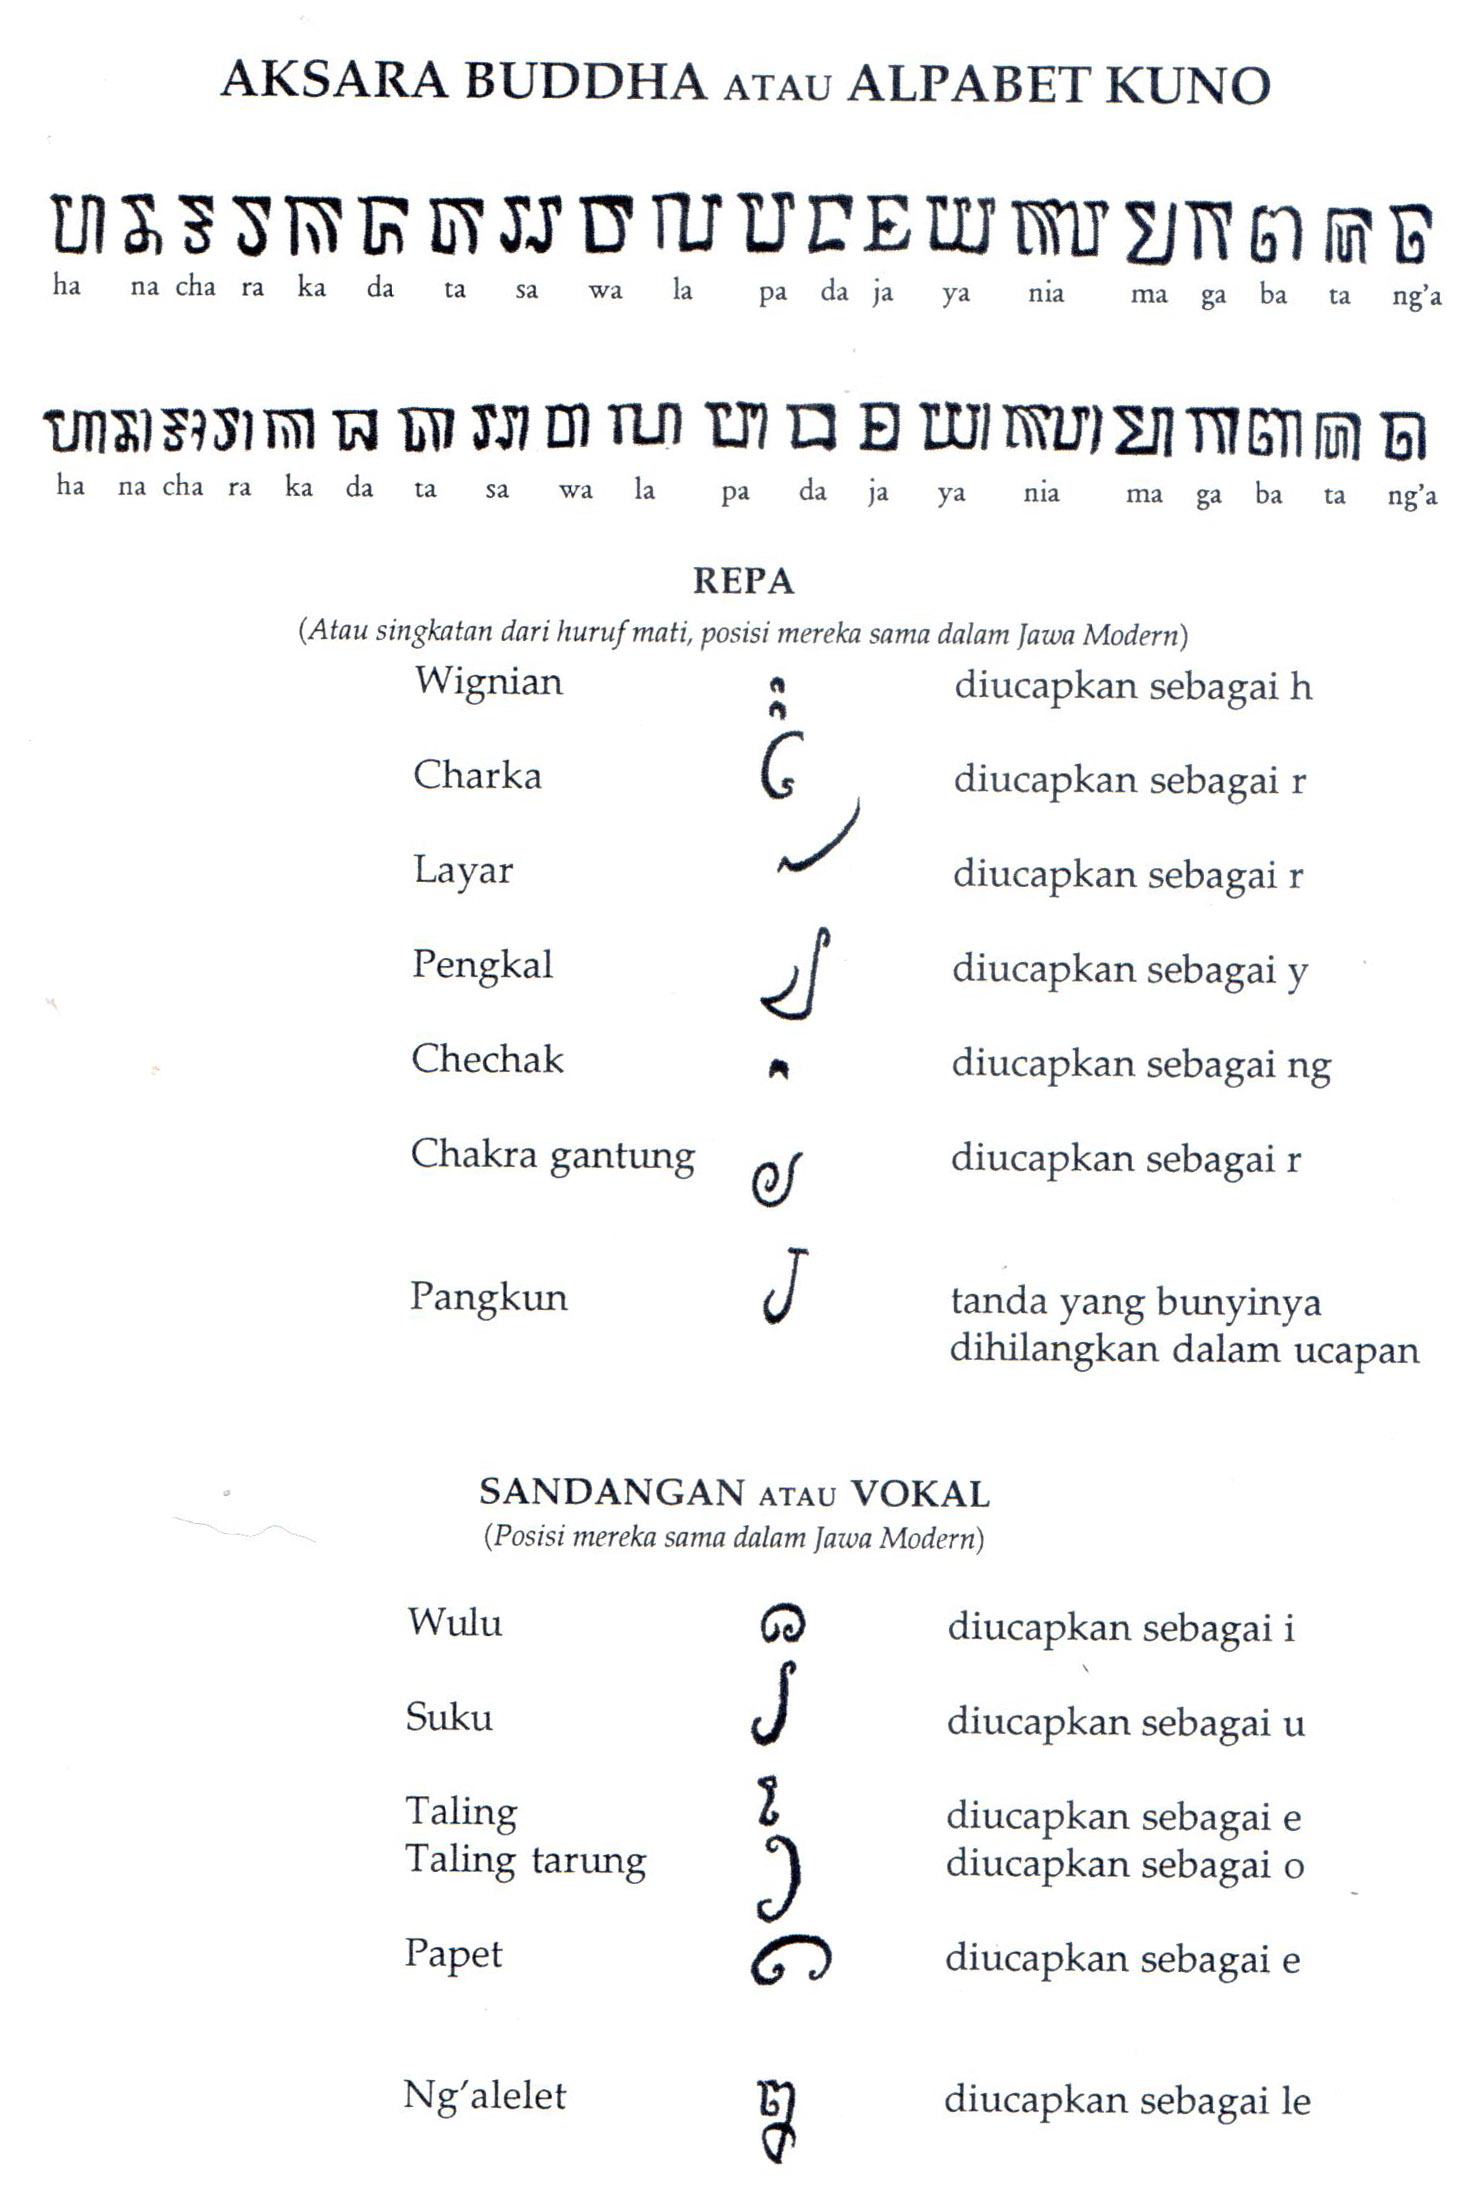 AKSARA BUDDHA ATAU ALPABET KUNO
ha na cha ra ka da ta sa wa la pa da ja ya nia ma ga ba ta ng'a
ha na cha ra ka da ta sa wa la pa da ja ya nia ma ga ba ta ng'a
REPA
(Atau singkatan dari huruf mati, posisi mereka sama dalam Jawa Modern)
Wignian diucapkan sebagai h
Charka diucapkan sebagai r
Layar diucapkan sebagai r
Pengkal diucapkan sebagai y
Chechak diucapkan sebagai ng
Chakra gantung diucapkan sebagai r
Pangkun tanda yang bunyinya
dihilangkan dalam ucapan
SANDANGAN ATAU VOKAL
(Posisi mereka sama dalam Jawa Modern)
Wulu diucapkan sebagai i
Suku diucapkan sebagai u
Taling diucapkan sebagai e
Taling tarung diucapkan sebagai o
Papet diucapkan sebagai e
Ng'alelet diucapkan sebagai le